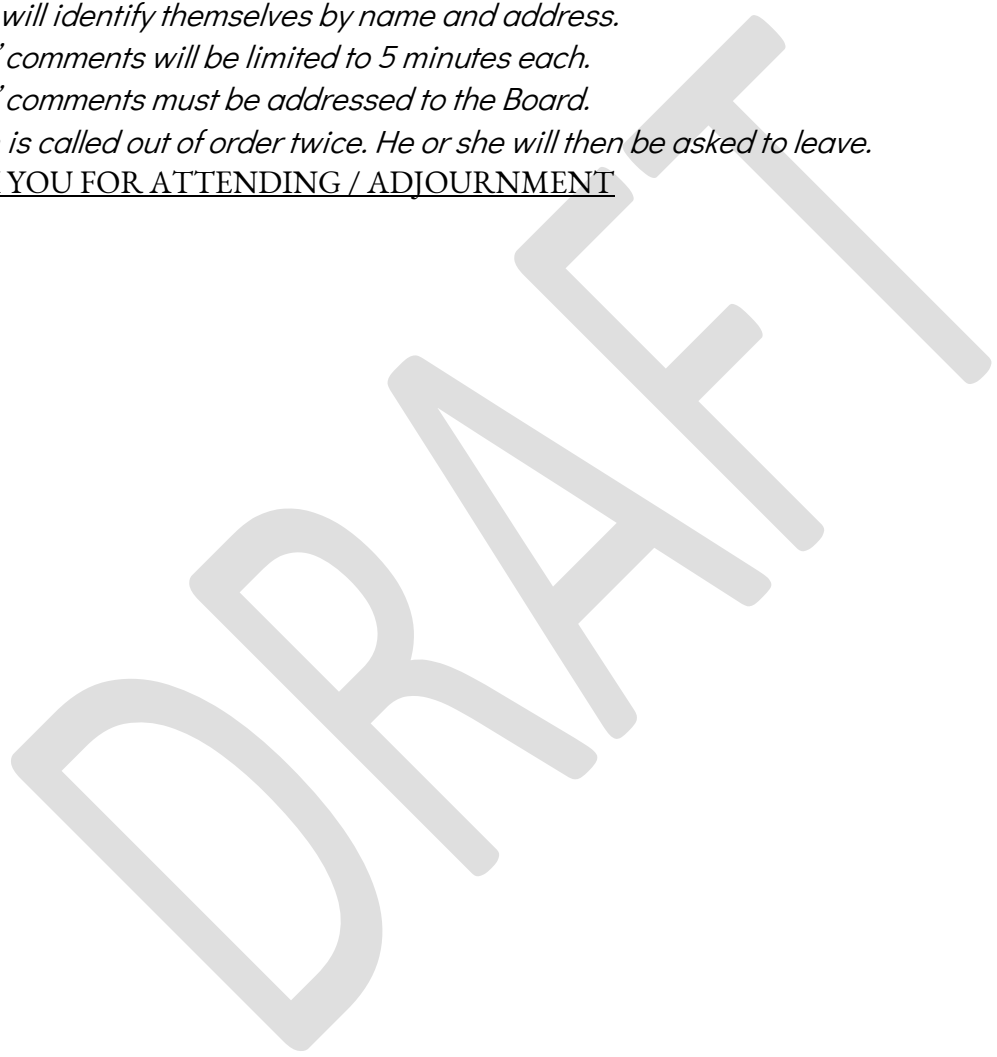 will identify themselves by name and address.
’ comments will be limited to 5 minutes each.
’ comments must be addressed to the Board.
is called out of order twice. He or she will then be asked to leave.
YOU FOR ATTENDING / ADJOURNMENT
DRAFT